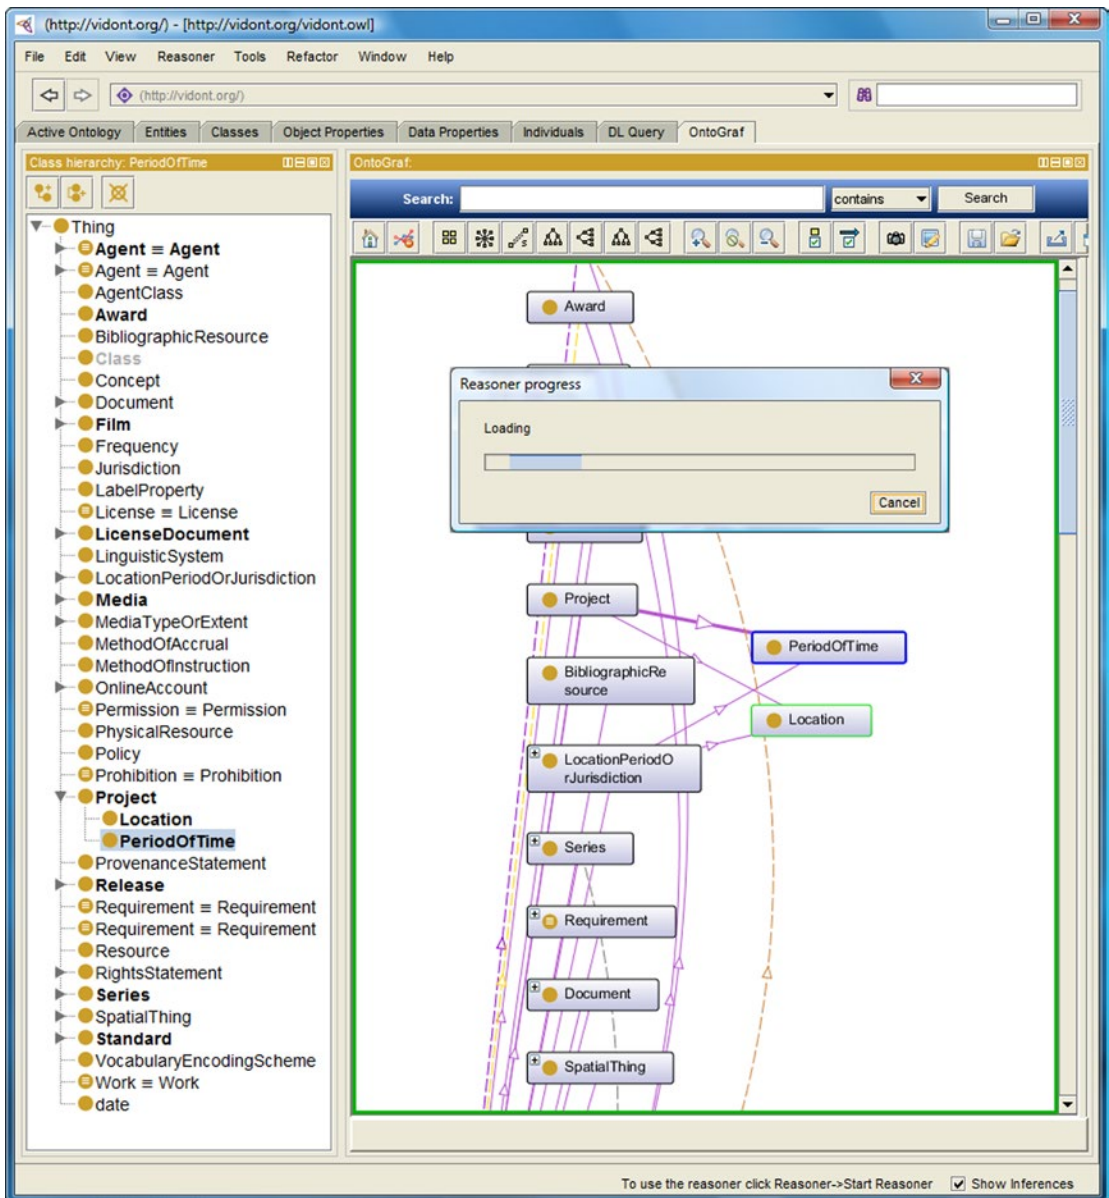 (http://vidont.org/) - [http://vidont.org/vidont.owl]
File Edit View Reasoner Tools Refactor Window Help
(http://vidont.org/)
Active Ontology Entities Classes Object Properties Data Properties Individuals DL Query OntoGraf
Class hierarchy: PeriodOfTime
Thing
Agent ≡ Agent
Agent ≡ Agent
AgentClass
Award
BibliographicResource
Class
Concept
Document
Film
Frequency
Jurisdiction
LabelProperty
License ≡ License
LicenseDocument
LinguisticSystem
LocationPeriodOrJurisdiction
Media
MediaTypeOrExtent
MethodOfAccrual
MethodOfInstruction
OnlineAccount
Permission ≡ Permission
PhysicalResource
Policy
Prohibition ≡ Prohibition
Project
Location
PeriodOfTime
ProvenanceStatement
Release
Requirement ≡ Requirement
Requirement ≡ Requirement
Resource
RightsStatement
Series
SpatialThing
Standard
VocabularyEncodingScheme
Work ≡ Work
date
OntoGraf:
Search: contains Search
Award
Reasoner progress
Loading
Cancel
Project
PeriodOfTime
BibliographicRe
source
Location
LocationPeriodO
rJurisdiction
Series
Requirement
Document
SpatialThing
To use the reasoner click Reasoner->Start Reasoner Show Inferences